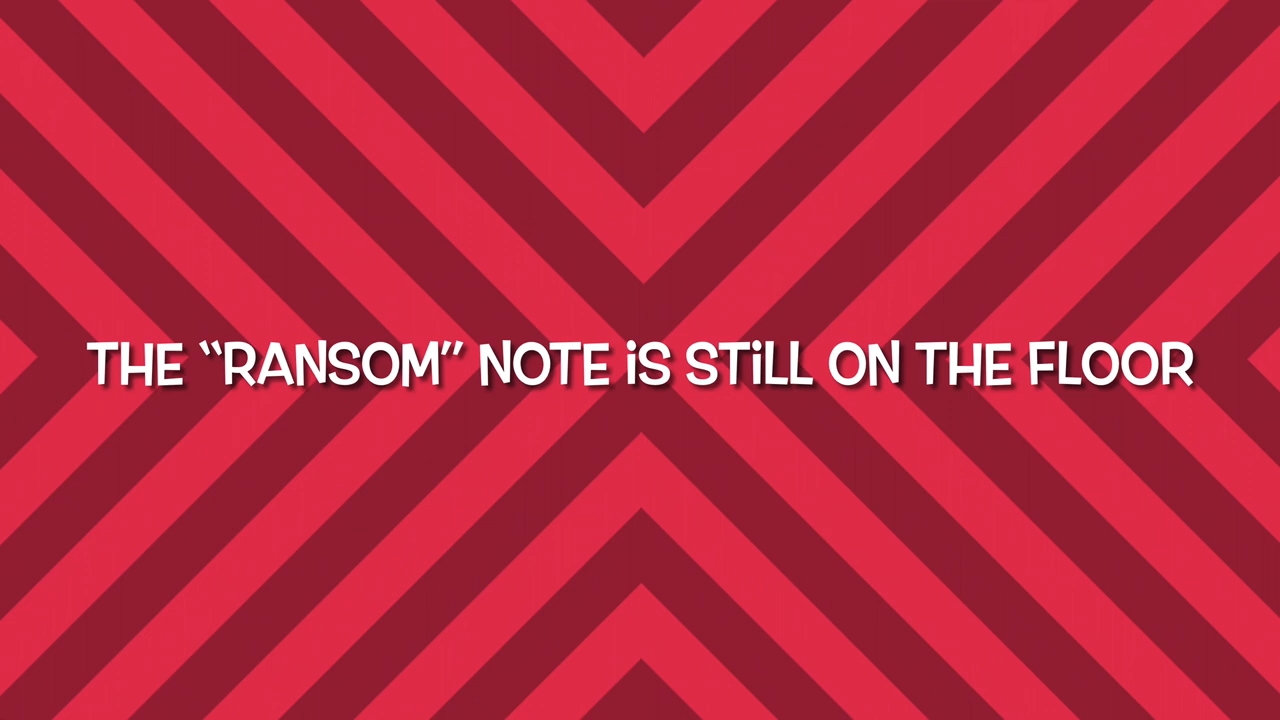 THE “RANSOM” NOTE iS STiLL ON THE FLOOR